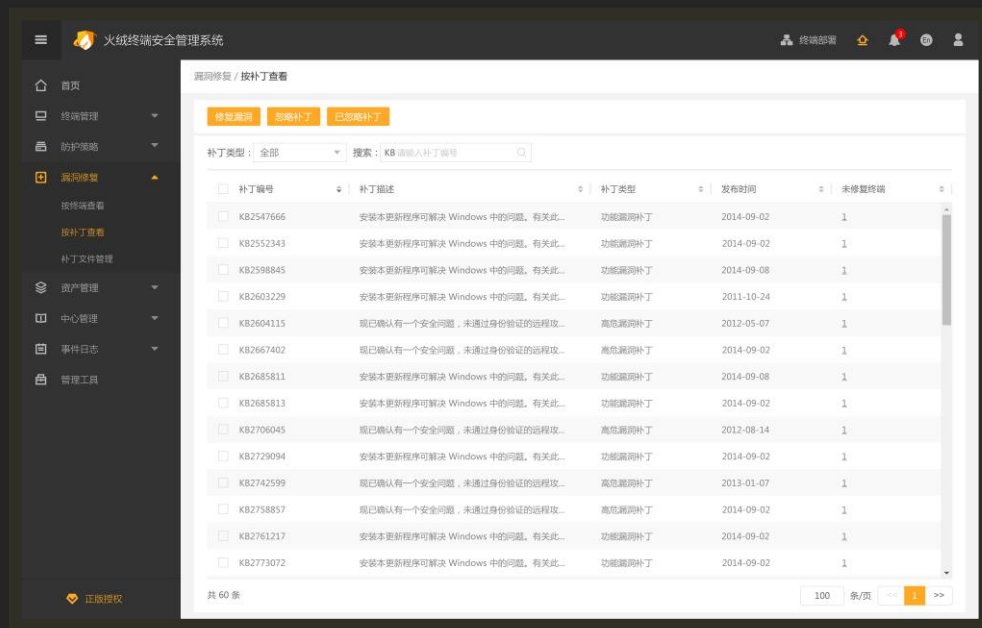 火绒终端安全管理系统
终端部署
3
En
首页
终端管理
防护策略
漏洞修复
按终端查看
按补丁查看
补丁文件管理
资产管理
中心管理
事件日志
管理工具
正版授权
漏洞修复 / 按补丁查看
修复漏洞 忽略补丁 已忽略补丁
补丁类型： 全部 搜索： KB 请输入补丁编号
补丁编号 补丁描述 补丁类型 发布时间 未修复终端
KB2547666 安装本更新程序可解决 Windows 中的问题。有关此... 功能漏洞补丁 2014-09-02 1
KB2552343 安装本更新程序可解决 Windows 中的问题。有关此... 功能漏洞补丁 2014-09-02 1
KB2598845 安装本更新程序可解决 Windows 中的问题。有关此... 功能漏洞补丁 2014-09-08 1
KB2603229 安装本更新程序可解决 Windows 中的问题。有关此... 功能漏洞补丁 2011-10-24 1
KB2604115 现已确认有一个安全问题，未通过身份验证的远程攻... 高危漏洞补丁 2012-05-07 1
KB2667402 现已确认有一个安全问题，未通过身份验证的远程攻... 高危漏洞补丁 2014-09-02 1
KB2685811 安装本更新程序可解决 Windows 中的问题。有关此... 功能漏洞补丁 2014-09-08 1
KB2685813 安装本更新程序可解决 Windows 中的问题。有关此... 功能漏洞补丁 2014-09-02 1
KB2706045 现已确认有一个安全问题，未通过身份验证的远程攻... 高危漏洞补丁 2012-08-14 1
KB2729094 安装本更新程序可解决 Windows 中的问题。有关此... 功能漏洞补丁 2014-09-02 1
KB2742599 现已确认有一个安全问题，未通过身份验证的远程攻... 高危漏洞补丁 2013-01-07 1
KB2758857 现已确认有一个安全问题，未通过身份验证的远程攻... 高危漏洞补丁 2014-09-02 1
KB2761217 安装本更新程序可解决 Windows 中的问题。有关此... 功能漏洞补丁 2014-09-02 1
KB2773072 安装本更新程序可解决 Windows 中的问题。有关此... 功能漏洞补丁 2014-09-02 1
共 60 条 100 条/页 << 1 >>